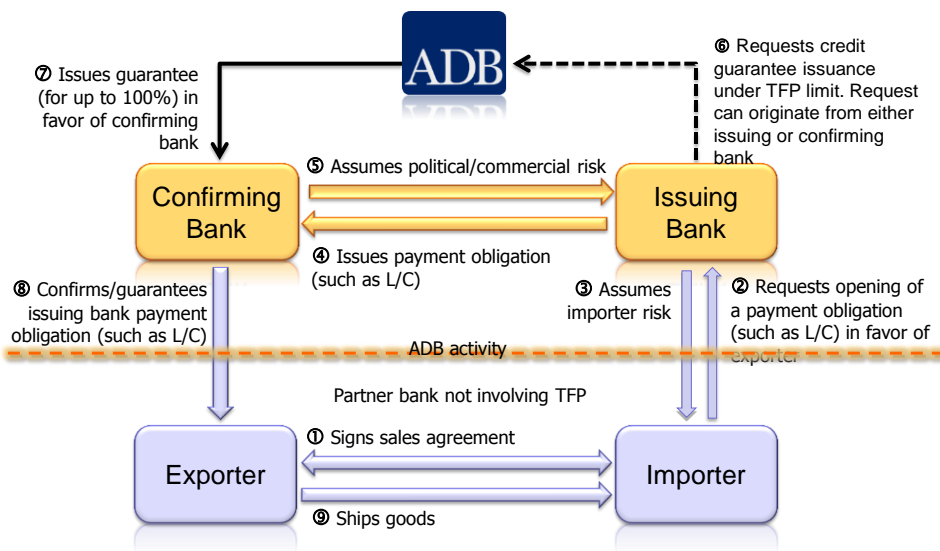 ADB
⑦ Issues guarantee
(for up to 100%) in
favor of confirming
bank
⑥ Requests credit
guarantee issuance
under TFP limit. Request
can originate from either
issuing or confirming
bank
⑤ Assumes political/commercial risk
Confirming
Bank
Issuing
Bank
④ Issues payment obligation
(such as L/C)
⑧ Confirms/guarantees
issuing bank payment
obligation (such as L/C)
③ Assumes
importer risk
② Requests opening of
a payment obligation
(such as L/C) in favor of
exporter
ADB activity
Partner bank not involving TFP
① Signs sales agreement
Exporter
Importer
⑨ Ships goods